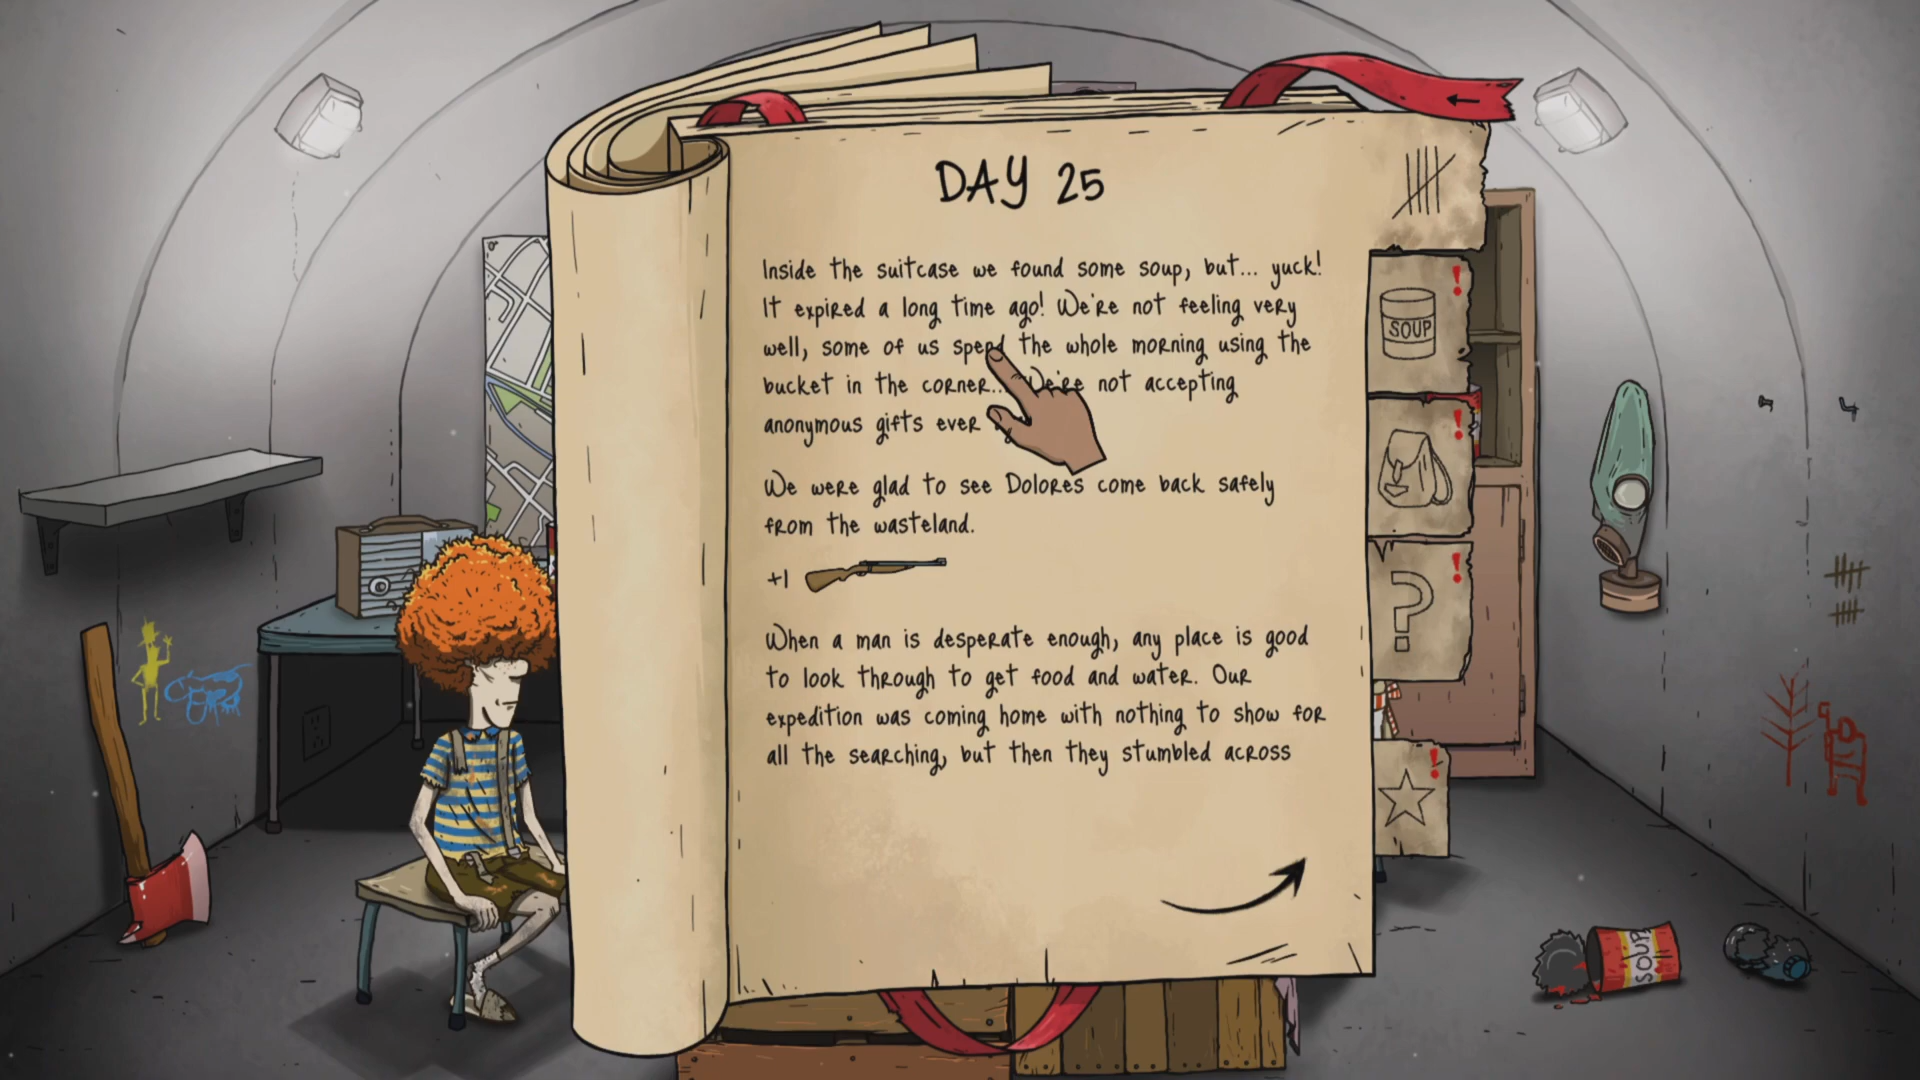 DAY 25
Inside the suitcase we found some soup, but... yuck!
It expired a long time ago! We're not feeling very
well, some of us spend the whole morning using the
bucket in the corner... We're not accepting
anonymous gifts ever
We were glad to see Dolores come back safely
from the wasteland.
+1
When a man is desperate enough, any place is good
to look through to get food and water. Our
expedition was coming home with nothing to show for
all the searching, but then they stumbled across
SOUP
?
SOUP